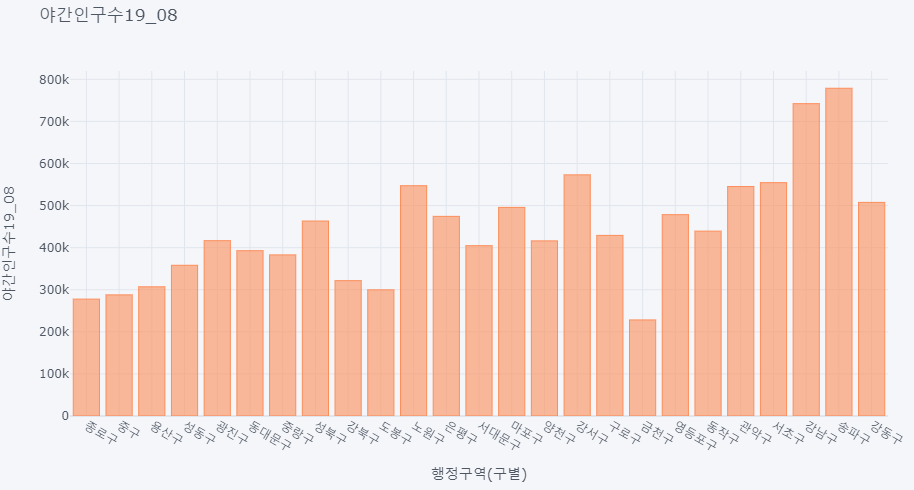 야간인구수19_08
야간인구수19_08
800k
700k
600k
500k
400k
300k
200k
100k
0
종로구
중구
용산구
성동구
광진구
동대문구
중랑구
성북구
강북구
도봉구
노원구
은평구
서대문구
마포구
양천구
강서구
구로구
금천구
영등포구
동작구
관악구
서초구
강남구
송파구
강동구
행정구역(구별)